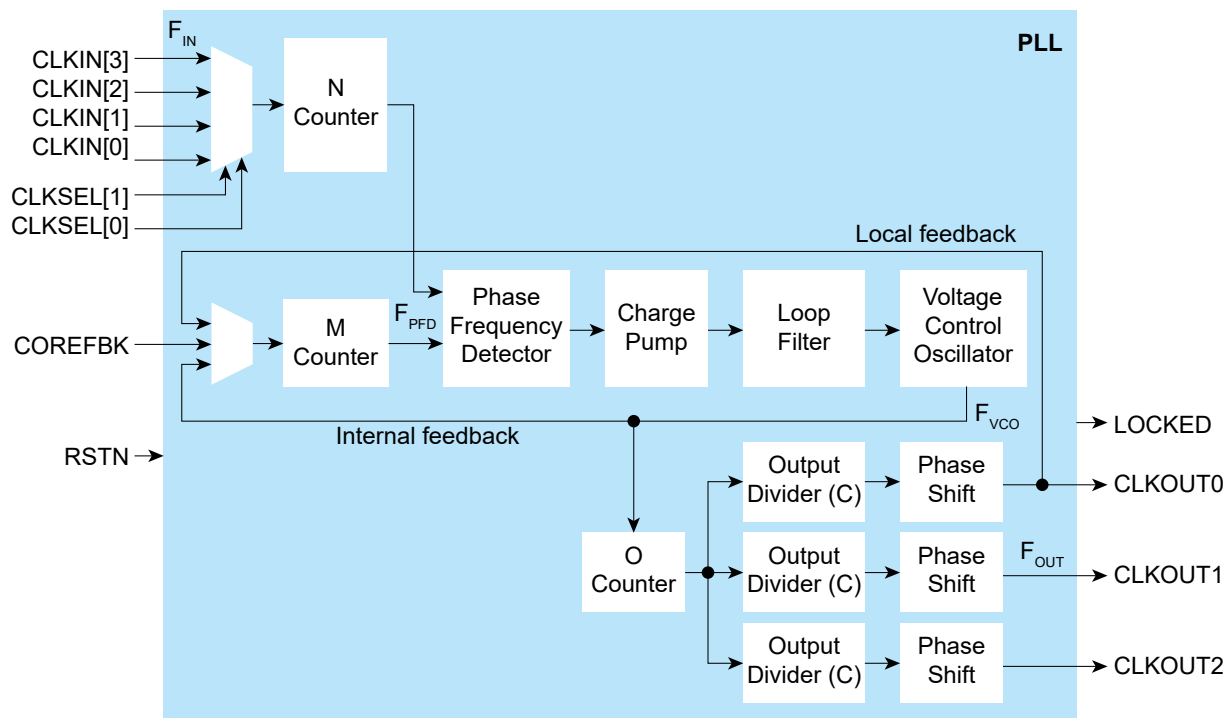 PLL
F_IN
CLKIN[3]
CLKIN[2]
CLKIN[1]
CLKIN[0]
CLKSEL[1]
CLKSEL[0]
N
Counter
Local feedback
COREFBK
M
Counter
F_PFD
Phase
Frequency
Detector
Charge
Pump
Loop
Filter
Voltage
Control
Oscillator
F_VCO
Internal feedback
RSTN
LOCKED
O
Counter
Output
Divider (C)
Phase
Shift
CLKOUT0
Output
Divider (C)
Phase
Shift
F_OUT
CLKOUT1
Output
Divider (C)
Phase
Shift
CLKOUT2